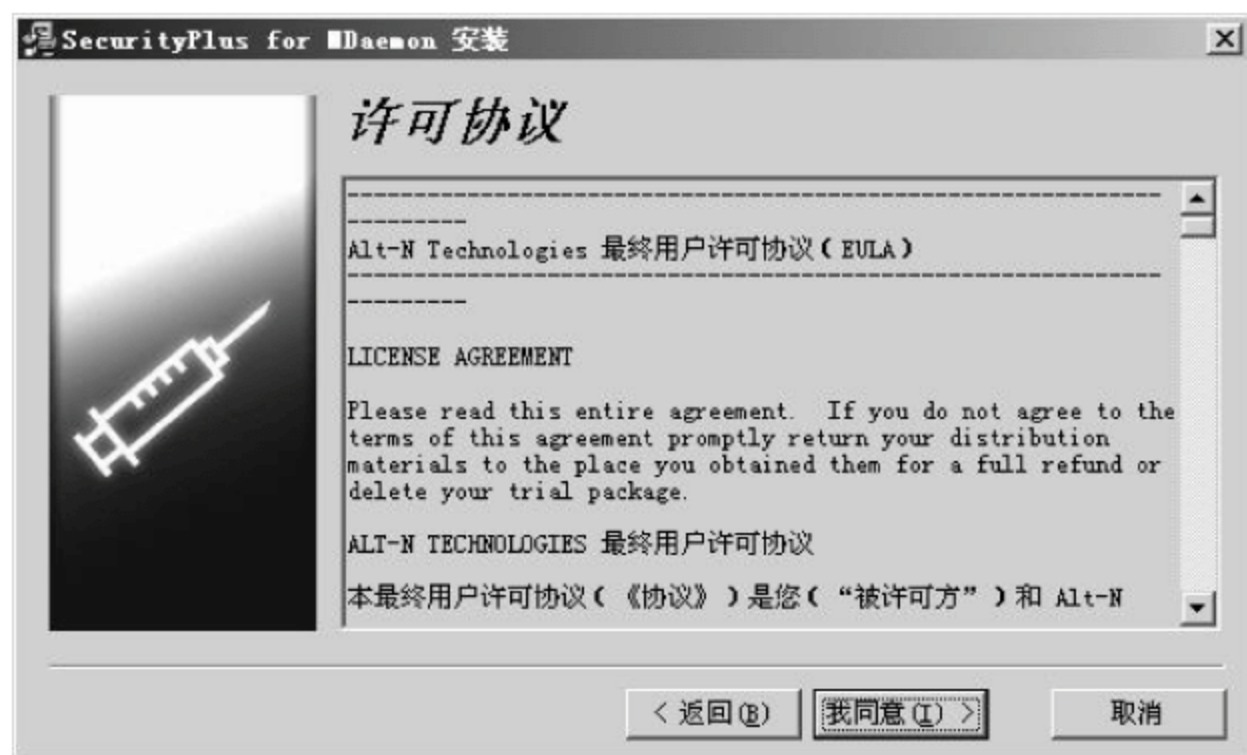 SecurityPlus for MDaemon 安装
许可协议
------------------------------------------------------------------------
---------
Alt-N Technologies 最终用户许可协议(EULA)
------------------------------------------------------------------------
---------
LICENSE AGREEMENT
Please read this entire agreement.  If you do not agree to the
terms of this agreement promptly return your distribution
materials to the place you obtained them for a full refund or
delete your trial package.
ALT-N TECHNOLOGIES 最终用户许可协议
本最终用户许可协议(《协议》)是您(“被许可方”)和 Alt-N
< 返回(B)
我同意(I) >
取消